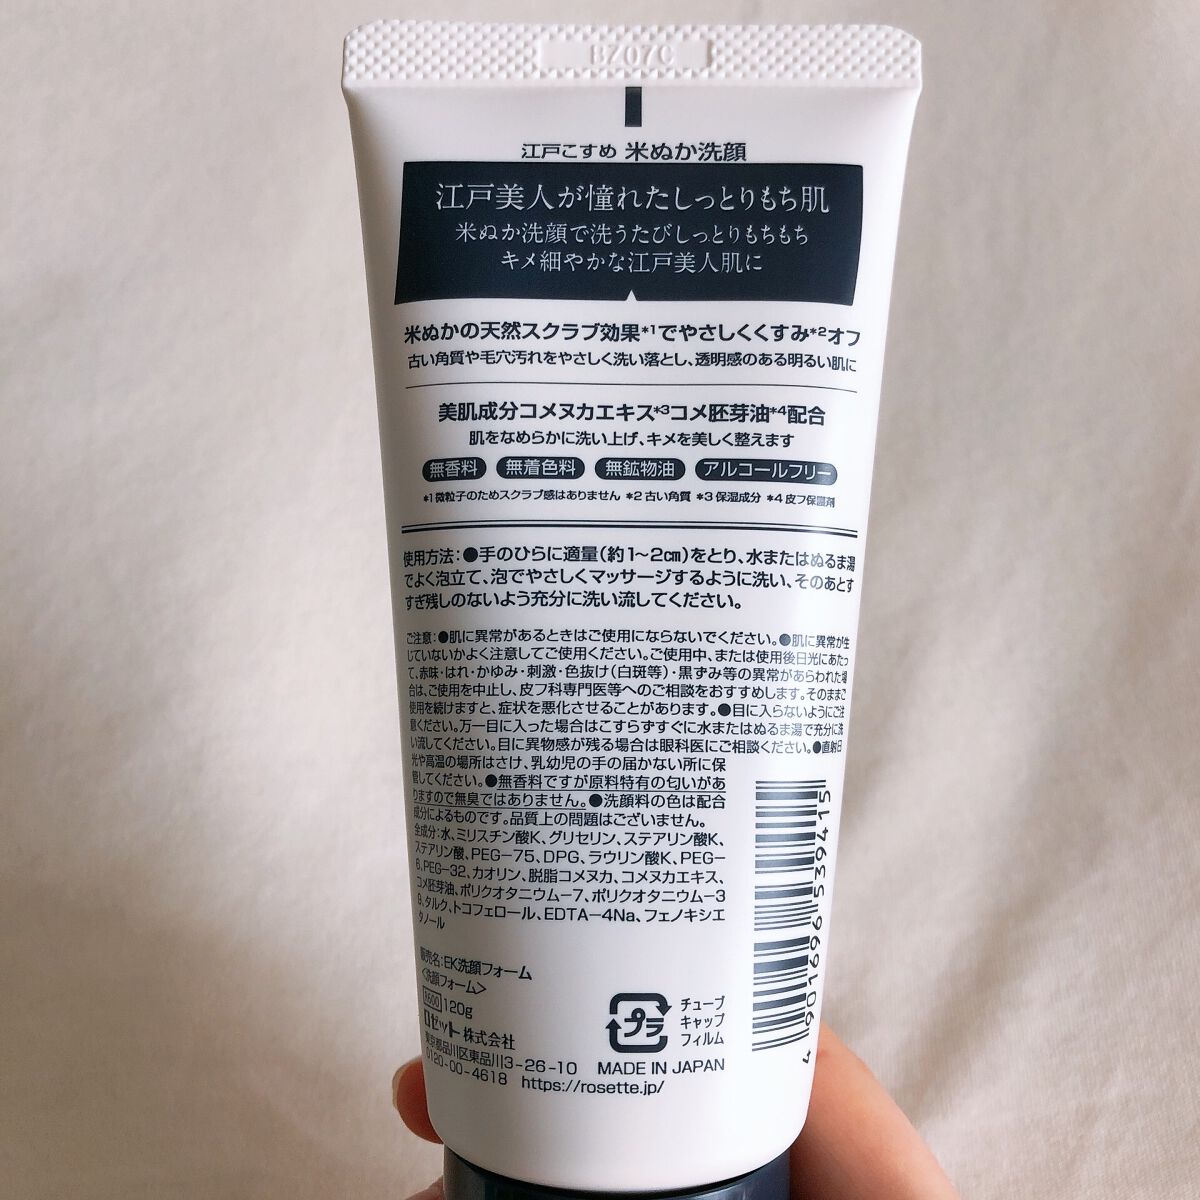 BZ07C
江戸こすめ 米ぬか洗顔
江戸美人が憧れたしっとりもち肌
米ぬか洗顔で洗うたびしっとりもちもち
キメ細やかな江戸美人肌に
米ぬかの天然スクラブ効果*1でやさしくくすみ*2オフ
古い角質や毛穴汚れをやさしく洗い落とし、透明感のある明るい肌に
美肌成分コメヌカエキス*3コメ胚芽油*4配合
肌をなめらかに洗い上げ、キメを美しく整えます
無香料 無着色料 無鉱物油 アルコールフリー
*1 微粒子のためスクラブ感はありません *2 古い角質 *3 保湿成分 *4 皮フ保護剤
使用方法：●手のひらに適量（約1～2㎝）をとり、水またはぬるま湯
でよく泡立て、泡でやさしくマッサージするように洗い、そのあとす
すぎ残しのないよう充分に洗い流してください。
ご注意：●肌に異常があるときはご使用にならないでください。●肌に異常が生
じていないかよく注意してご使用ください。ご使用中、または使用後日光にあたっ
て、赤味・はれ・かゆみ・刺激・色抜け（白斑等）・黒ずみ等の異常があらわれた場
合は、ご使用を中止し、皮フ科専門医等へのご相談をおすすめします。そのままご
使用を続けますと、症状を悪化させることがあります。●目に入らないようにご注
意ください。万一目に入った場合はこすらずすぐに水またはぬるま湯で充分に洗
い流してください。目に異物感が残る場合は眼科医にご相談ください。●直射日
光や高温の場所はさけ、乳幼児の手の届かない所に保
管してください。●無香料ですが原料特有の匂いがあ
りますので無臭ではありません。●洗顔料の色は配合
成分によるものです。品質上の問題はございません。
全成分：水、ミリスチン酸K、グリセリン、ステアリン酸K、
ステアリン酸、PEG-75、DPG、ラウリン酸K、PEG-
6、PEG-32、カオリン、脱脂コメヌカ、コメヌカエキス、
コメ胚芽油、ポリクオタニウム-7、ポリクオタニウム-3
9、タルク、トコフェロール、EDTA-4Na、フェノキシエ
タノール
販売名：EK洗顔フォーム
〈洗顔フォーム〉
R600 120g
ロゼット株式会社
東京都品川区東品川3-26-10
0120-00-4618
https://rosette.jp/
プラ
チューブ
キャップ
フィルム
MADE IN JAPAN
4 901696 539415